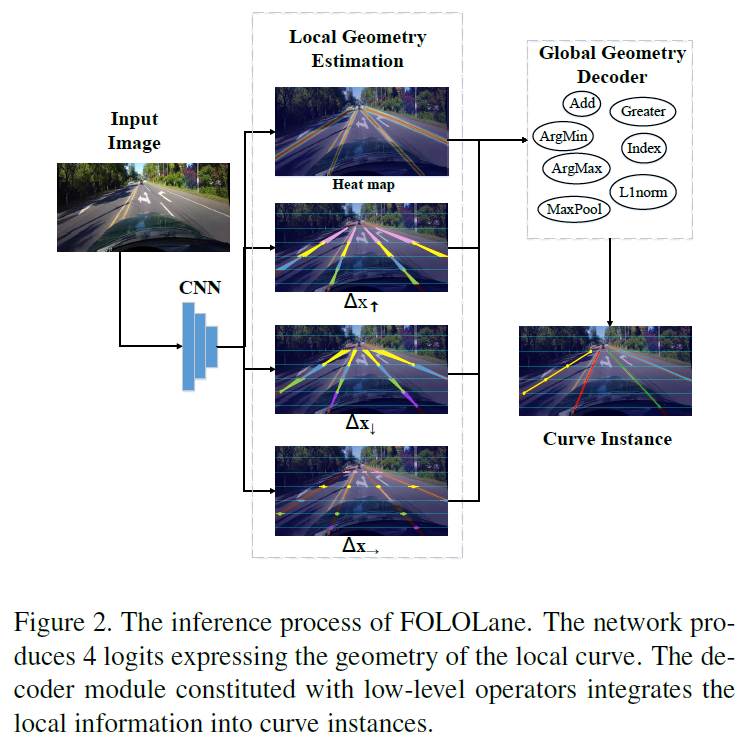 Local Geometry
Estimation
Global Geometry
Decoder
Add
Greater
ArgMin
Index
ArgMax
L1norm
MaxPool
Input
Image
Heat map
CNN
Δx↑
Δx↓
Δx→
Curve Instance
Figure 2. The inference process of FOLOLane. The network pro-
duces 4 logits expressing the geometry of the local curve. The de-
coder module constituted with low-level operators integrates the
local information into curve instances.